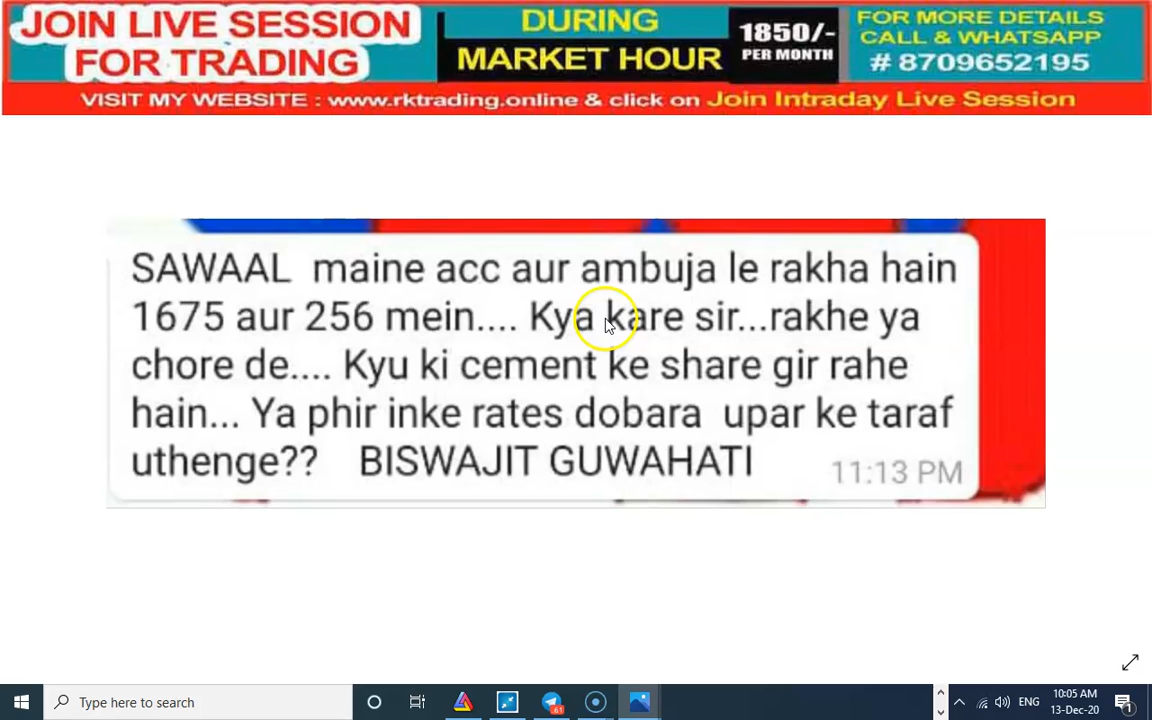 JOIN LIVE SESSION
FOR TRADING
DURING
MARKET HOUR
1850/-
PER MONTH
FOR MORE DETAILS
CALL & WHATSAPP
# 8709652195
VISIT MY WEBSITE : www.rktrading.online & click on Join Intraday Live Session
SAWAAL maine acc aur ambuja le rakha hain
1675 aur 256 mein.... Kya kare sir...rakhe ya
chore de.... Kyu ki cement ke share gir rahe
hain... Ya phir inke rates dobara upar ke taraf
uthenge?? BISWAJIT GUWAHATI 11:13 PM
Type here to search
61
ENG
10:05 AM
13-Dec-20
1